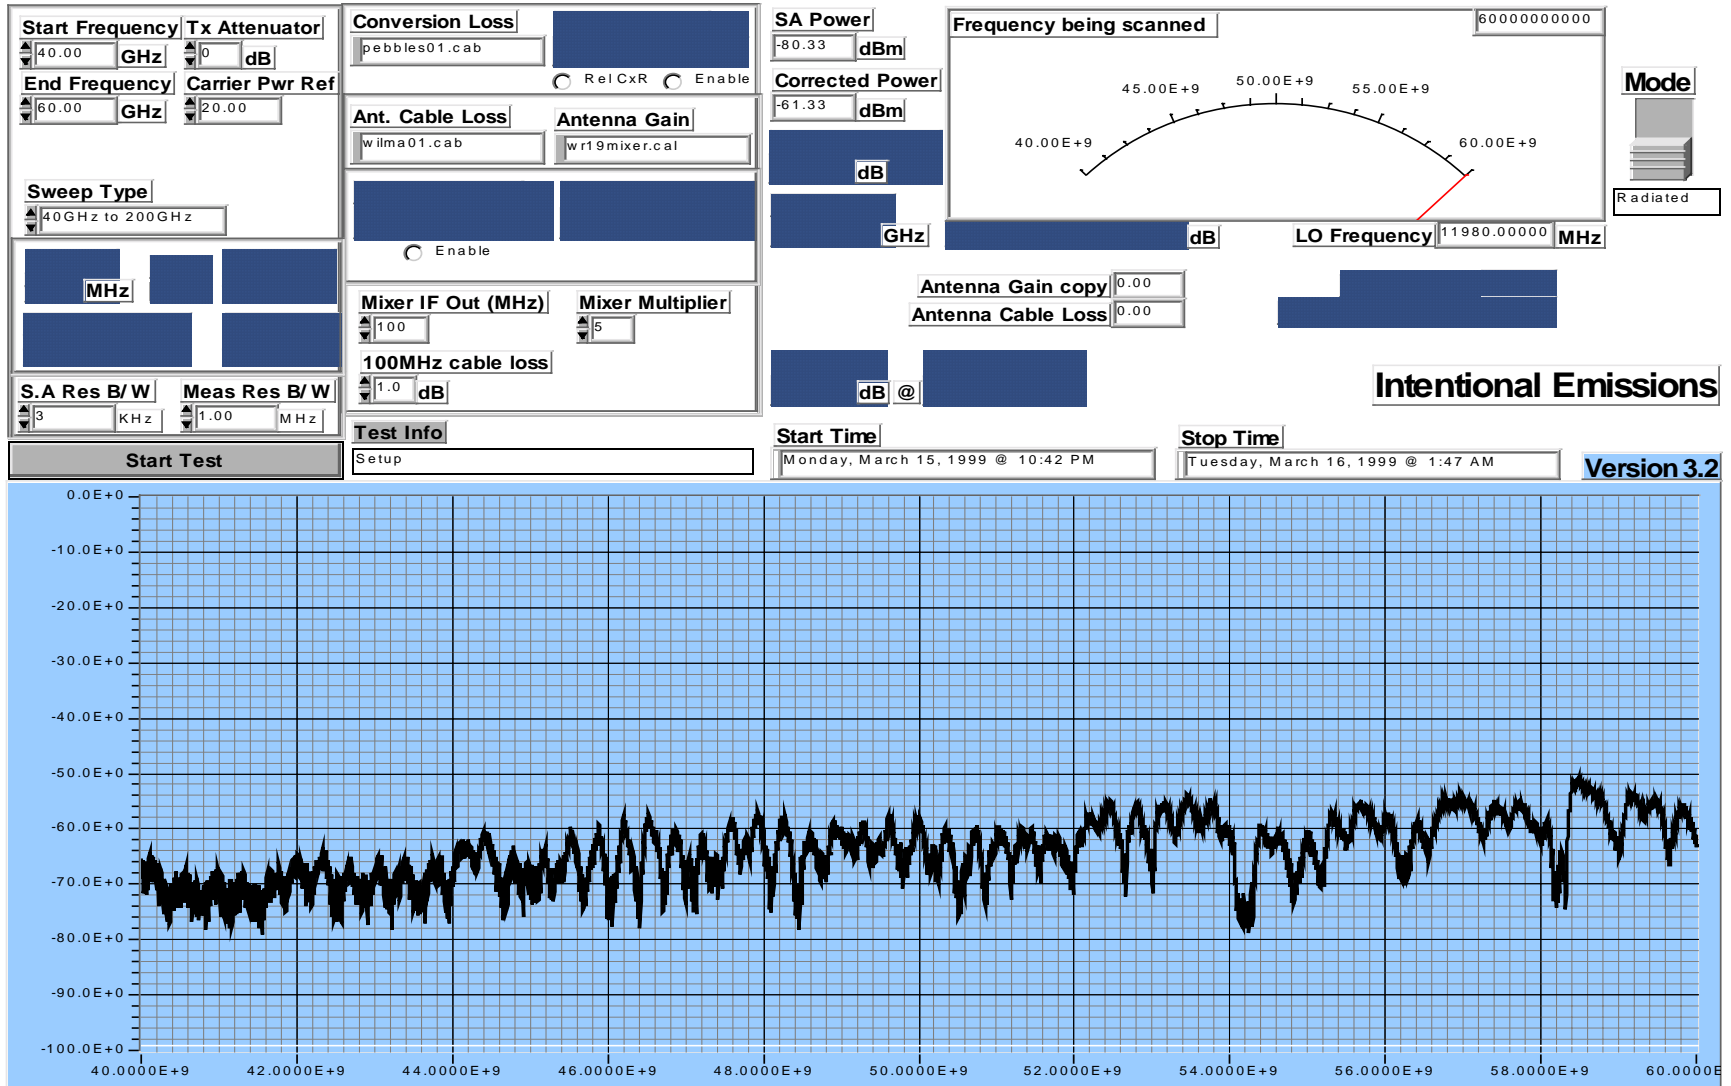 Start Frequency
40.00 GHz
Tx Attenuator
0 dB
End Frequency
60.00 GHz
Carrier Pwr Ref
20.00
Sweep Type
40GHz to 200GHz
MHz
S.A Res B/W
3 KHz
Meas Res B/W
1.00 MHz
Start Test
Conversion Loss
pebbles01.cab
Rel CxR Enable
Ant. Cable Loss
wilma01.cab
Antenna Gain
wr19mixer.cal
Enable
Mixer IF Out (MHz)
100
Mixer Multiplier
5
100MHz cable loss
1.0 dB
Test Info
Setup
SA Power
-80.33 dBm
Corrected Power
-61.33 dBm
dB
GHz
dB
Frequency being scanned
60000000000
40.00E+9
45.00E+9
50.00E+9
55.00E+9
60.00E+9
Mode
Radiated
LO Frequency 11980.00000 MHz
Antenna Gain copy 0.00
Antenna Cable Loss 0.00
dB @
Intentional Emissions
Start Time
Monday, March 15, 1999 @ 10:42 PM
Stop Time
Tuesday, March 16, 1999 @ 1:47 AM
Version 3.2
0.0E+0
-10.0E+0
-20.0E+0
-30.0E+0
-40.0E+0
-50.0E+0
-60.0E+0
-70.0E+0
-80.0E+0
-90.0E+0
-100.0E+0
40.0000E+9 42.0000E+9 44.0000E+9 46.0000E+9 48.0000E+9 50.0000E+9 52.0000E+9 54.0000E+9 56.0000E+9 58.0000E+9 60.0000E